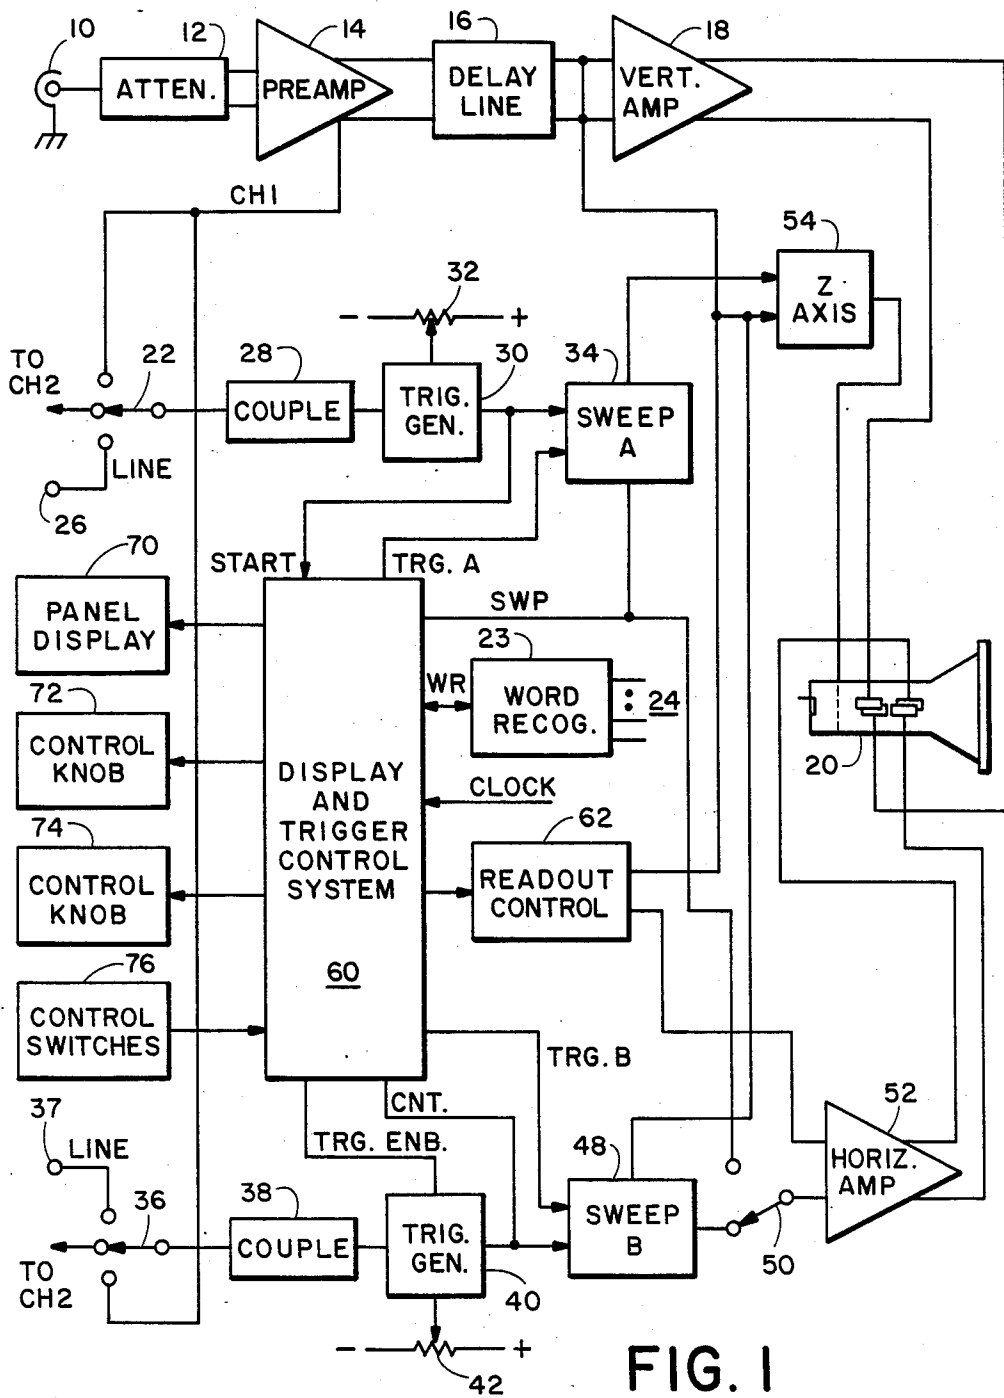 10
12
14
16
18
ATTEN.
PREAMP
DELAY
LINE
VERT.
AMP
CH1
54
Z
AXIS
32
- +
TO
CH2
22
28
COUPLE
30
TRIG.
GEN.
34
SWEEP
A
LINE
26
START
TRG. A
70
PANEL
DISPLAY
SWP
23
WR
WORD
RECOG.
24
72
CONTROL
KNOB
20
CLOCK
DISPLAY
AND
TRIGGER
CONTROL
SYSTEM
60
62
READOUT
CONTROL
74
CONTROL
KNOB
76
CONTROL
SWITCHES
TRG. B
CNT.
TRG. ENB.
37
LINE
52
HORIZ.
AMP
48
SWEEP
B
50
36
TO
CH2
38
COUPLE
TRIG.
GEN.
40
- +
42
FIG. 1